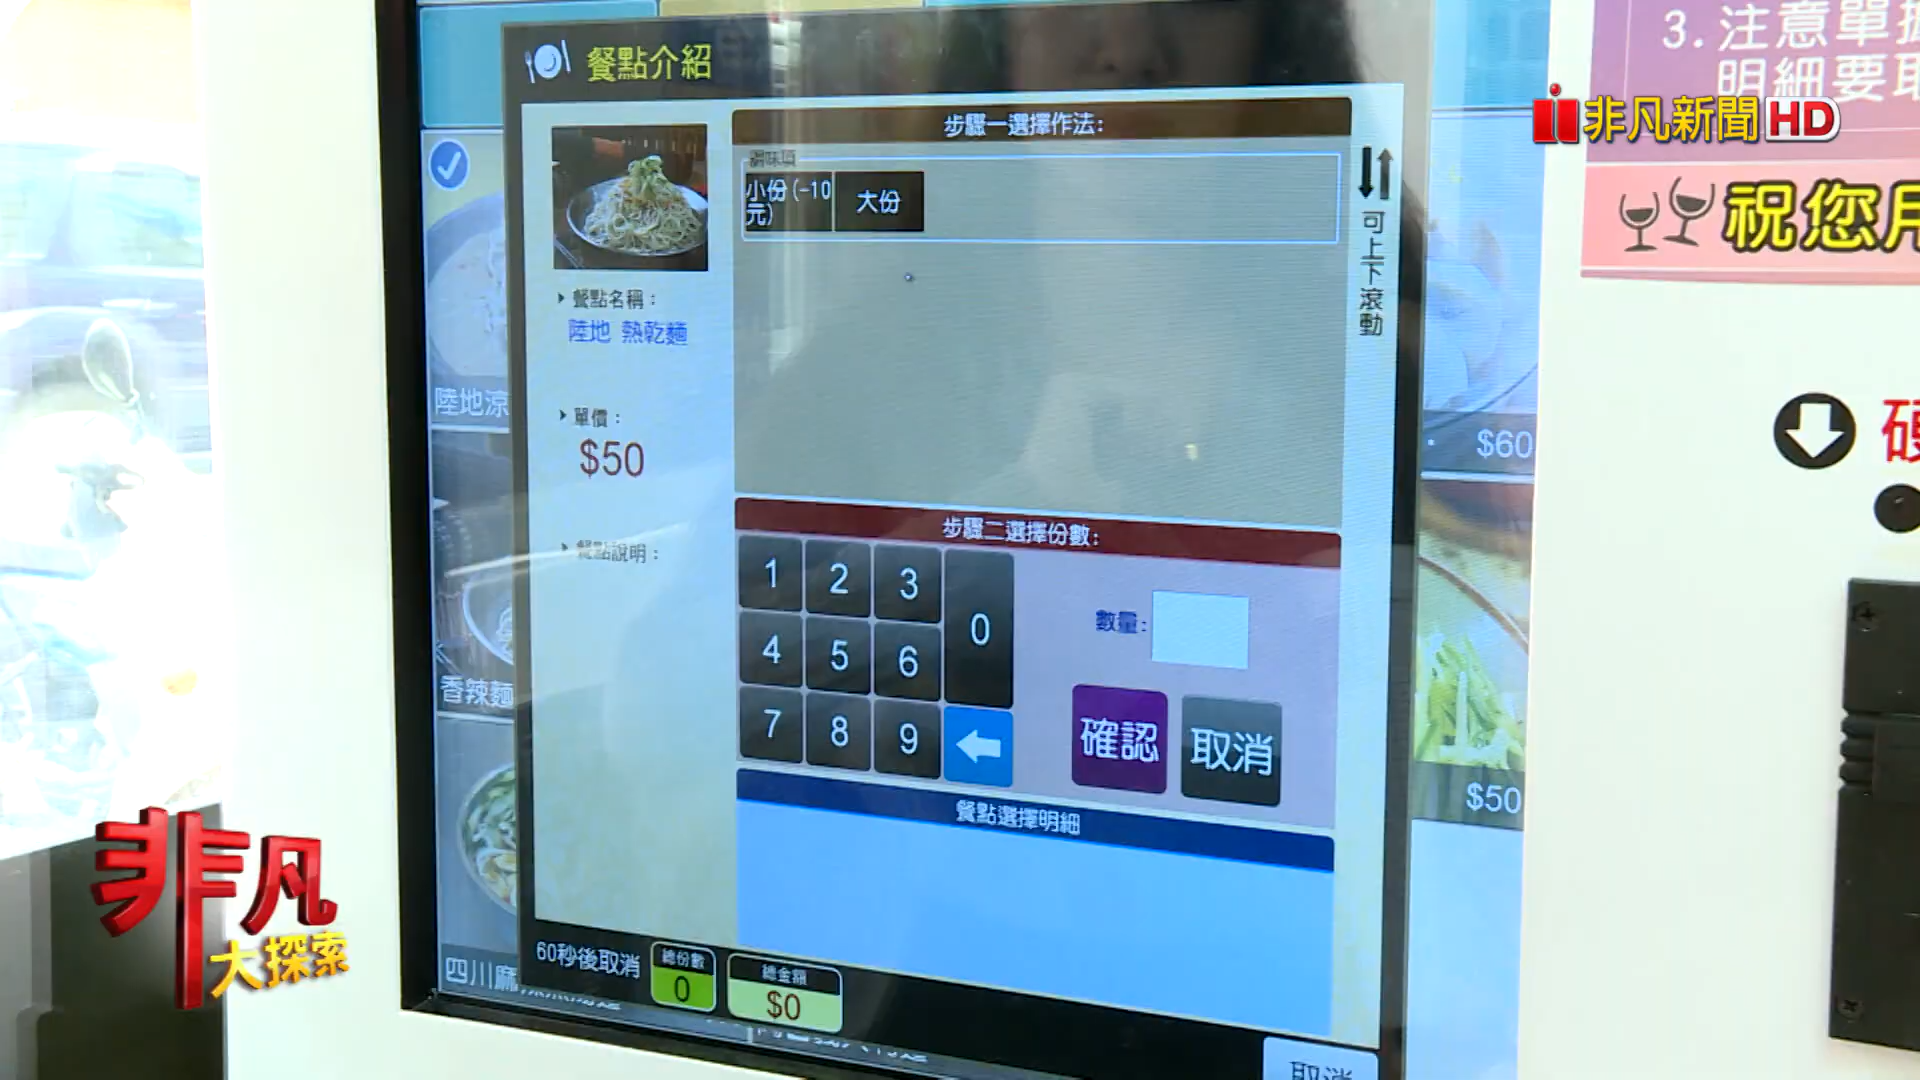 餐點介紹
步驟一選擇作法:
調味項
小份(-10
元)
大份
可上下滾動
餐點名稱：
陸地 熱乾麵
單價：
$50
餐點說明：
步驟二選擇份數:
1 2 3 0
4 5 6
7 8 9
數量:
確認
取消
餐點選擇明細
60秒後取消
總份數
0
總金額
$0
取消
陸地涼
香辣麵
四川麻
$60
$50
3.注意單
明細要
祝您用
非凡新聞HD
非凡
大探索